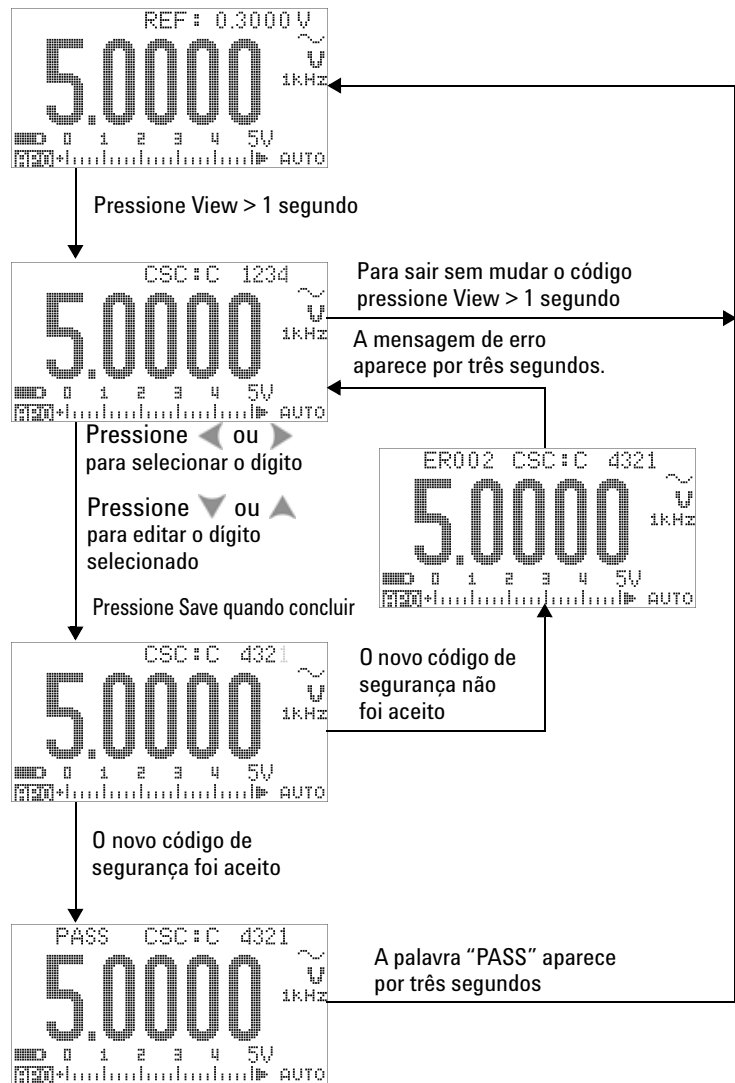 REF: 0.3000 V
5.0000
V
1kHz
0 1 2 3 4 5V
APO AUTO
Pressione View > 1 segundo
CSC:C 1234
5.0000
V
1kHz
0 1 2 3 4 5V
APO AUTO
Para sair sem mudar o código
pressione View > 1 segundo
A mensagem de erro
aparece por três segundos.
Pressione ou
para selecionar o dígito
Pressione ou
para editar o dígito
selecionado
Pressione Save quando concluir
ER002 CSC:C 4321
5.0000
V
1kHz
0 1 2 3 4 5V
APO AUTO
CSC:C 4321
5.0000
V
1kHz
0 1 2 3 4 5V
APO AUTO
O novo código de
segurança não
foi aceito
O novo código de
segurança foi aceito
PASS CSC:C 4321
5.0000
V
1kHz
0 1 2 3 4 5V
APO AUTO
A palavra “PASS” aparece
por três segundos